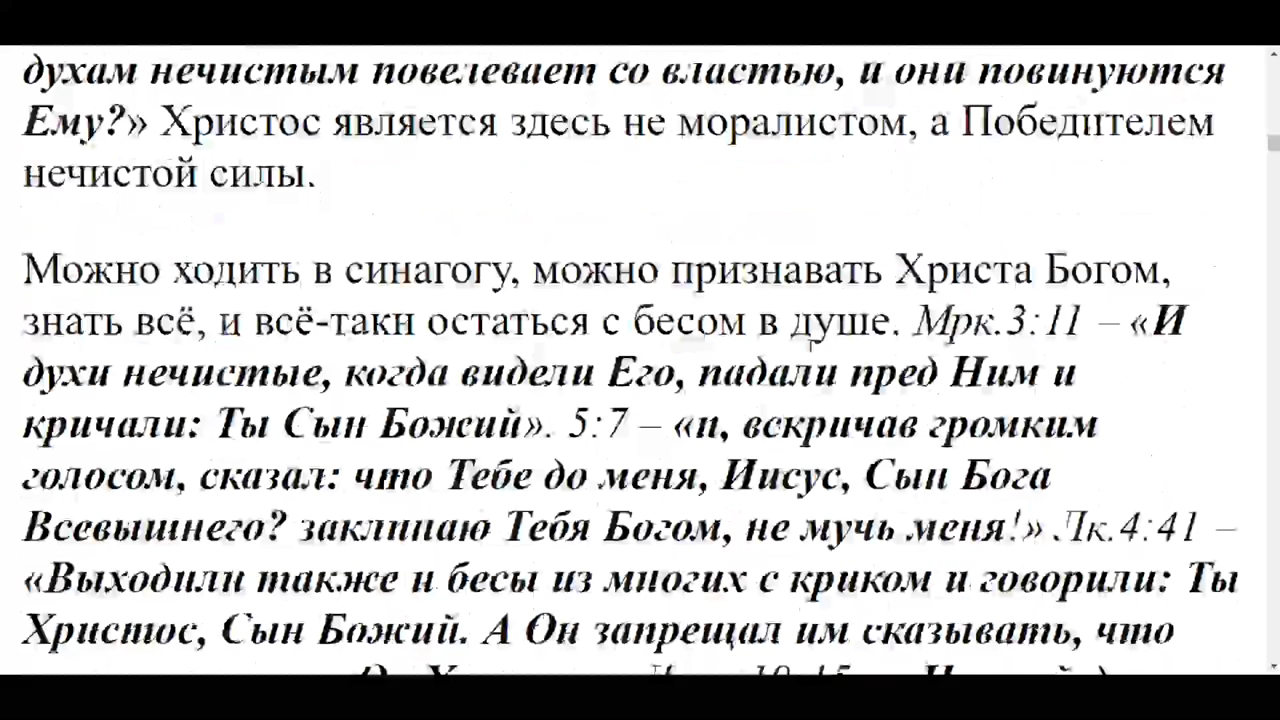 духам нечистым повелевает со властью, и они повинуются
Ему?» Христос является здесь не моралистом, а Победителем
нечистой силы.
Можно ходить в синагогу, можно признавать Христа Богом,
знать всё, и всё-таки остаться с бесом в душе. Мрк.3:11 – «И
духи нечистые, когда видели Его, падали пред Ним и
кричали: Ты Сын Божий». 5:7 – «и, вскричав громким
голосом, сказал: что Тебе до меня, Иисус, Сын Бога
Всевышнего? заклинаю Тебя Богом, не мучь меня!» Лк.4:41 –
«Выходили также и бесы из многих с криком и говорили: Ты
Христос, Сын Божий. А Он запрещал им сказывать, что